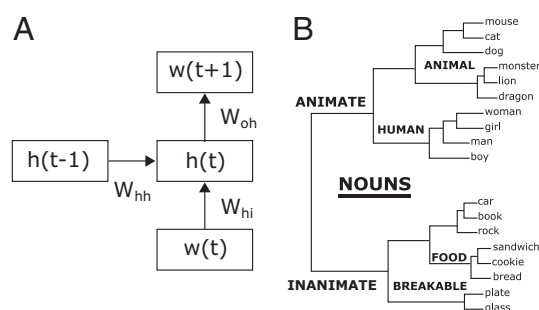 A
w(t+1)
W_oh
h(t-1)
h(t)
W_hh
W_hi
w(t)
B
mouse
cat
dog
ANIMAL
monster
lion
dragon
ANIMATE
woman
HUMAN
girl
man
boy
NOUNS
car
book
rock
sandwich
FOOD
cookie
bread
INANIMATE
BREAKABLE
plate
glass